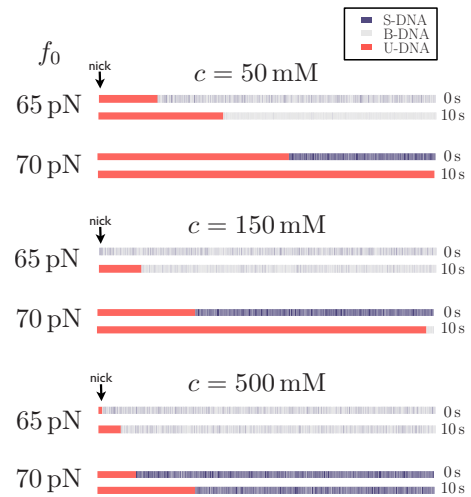 S-DNA
B-DNA
U-DNA
f₀
nick
c = 50 mM
65 pN
0 s
10 s
70 pN
0 s
10 s
nick
c = 150 mM
65 pN
0 s
10 s
70 pN
0 s
10 s
nick
c = 500 mM
65 pN
0 s
10 s
70 pN
0 s
10 s